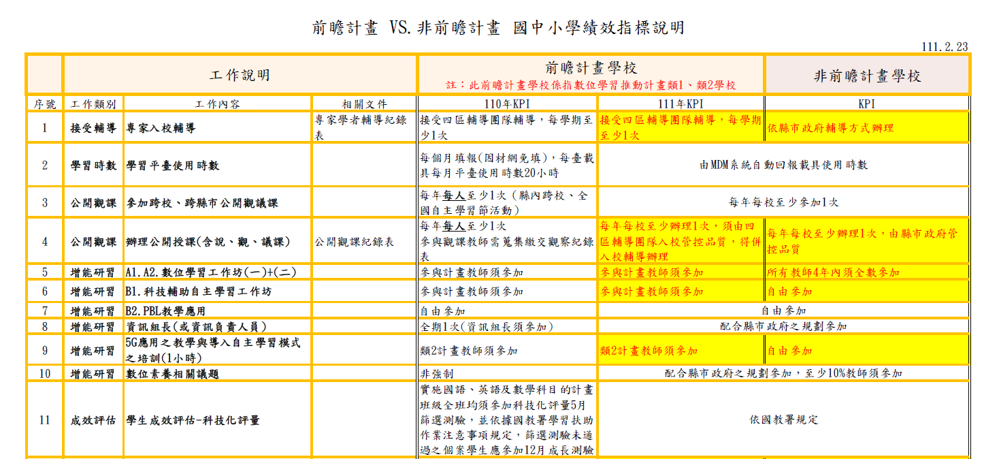 前瞻計畫 VS.非前瞻計畫 國中小學績效指標說明
111.2.23
工作說明
前瞻計畫學校
註：此前瞻計畫學校係指數位學習推動計畫類1、類2學校
非前瞻計畫學校
序號 工作類別 工作內容 相關文件 110年KPI 111年KPI KPI
1 接受輔導 專家入校輔導
專家學者輔導紀錄
表
接受四區輔導團隊輔導，每學期至
少1次
接受四區輔導團隊輔導，每學期
至少1次
依縣市政府輔導方式辦理
2 學習時數 學習平臺使用時數
每個月填報(因材網免填)，每臺載
具每月平臺使用時數20小時
由MDM系統自動回報載具使用時數
3 公開觀課 參加跨校、跨縣市公開觀議課
每年每人至少1次（縣內跨校、全
國自主學習節活動）
每年每校至少參加1次
4 公開觀課 辦理公開授課(含說、觀、議課) 公開觀課紀錄表
每年每人至少1次
參與觀課教師需蒐集繳交觀察紀錄
表
每年每校至少辦理1次，須由四
區輔導團隊入校管控品質，得併
入校輔導辦理
每年每校至少辦理1次，由縣市政府管
控品質
5 增能研習 A1.A2.數位學習工作坊(一)+(二) 參與計畫教師須參加 參與計畫教師須參加 所有教師4年內須全數參加
6 增能研習 B1.科技輔助自主學習工作坊 參與計畫教師須參加 參與計畫教師須參加 自由參加
7 增能研習 B2.PBL教學應用 自由參加 自由參加
8 增能研習 資訊組長(或資訊負責人員) 全期1次(資訊組長須參加) 配合縣市政府之規劃參加
9 增能研習
5G應用之教學與導入自主學習模式
之培訓(1小時)
類2計畫教師須參加 類2計畫教師須參加 自由參加
10 增能研習 數位素養相關議題 非強制 配合縣市政府之規劃參加，至少10%教師須參加
11 成效評估 學生成效評估-科技化評量
實施國語、英語及數學科目的計畫
班級全班均須參加科技化評量5月
篩選測驗，並依據國教署學習扶助
作業注意事項規定，篩選測驗未通
過之個案學生應參加12月成長測驗
依國教署規定